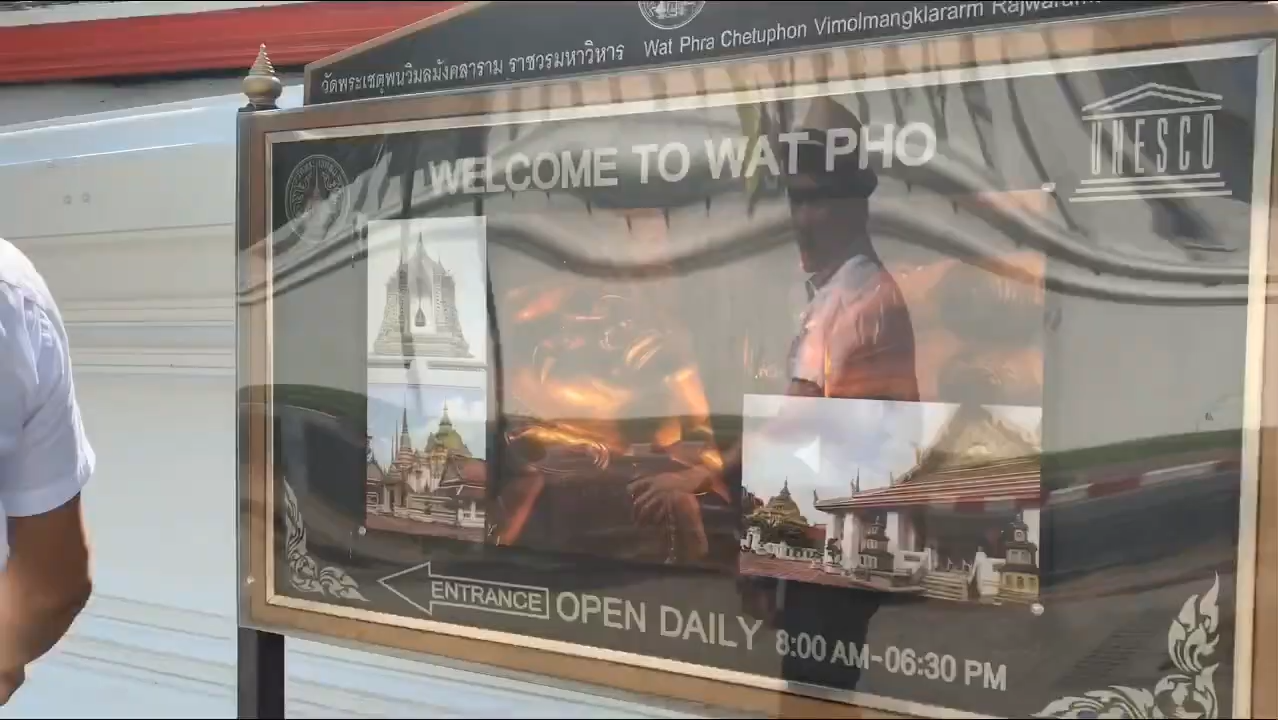 วัดพระเชตุพนวิมลมังคลาราม ราชวรมหาวิหาร Wat Phra Chetuphon Vimolmangklararm
WELCOME TO WAT PHO
UNESCO
ENTRANCE OPEN DAILY 8:00 AM-06:30 PM